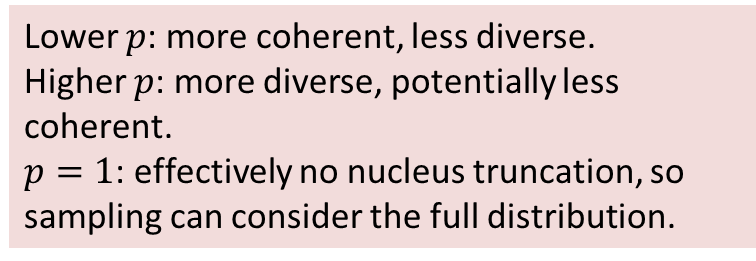 Lower p: more coherent, less diverse.
Higher p: more diverse, potentially less
coherent.
p = 1: effectively no nucleus truncation, so
sampling can consider the full distribution.